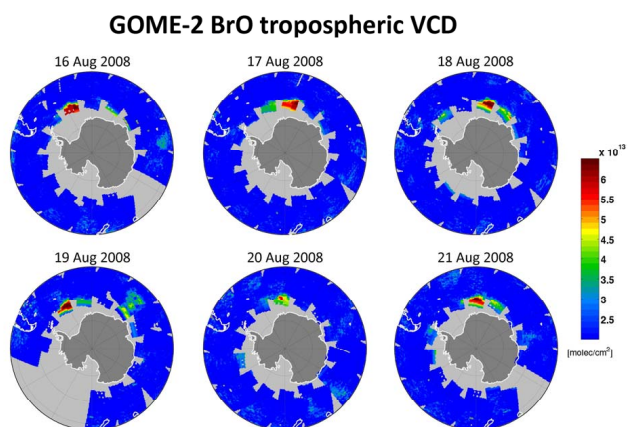 GOME-2 BrO tropospheric VCD
16 Aug 2008
17 Aug 2008
18 Aug 2008
x 10 13
6
5.5
5
4.5
4
3.5
3
2.5
[molec/cm²]
19 Aug 2008
20 Aug 2008
21 Aug 2008